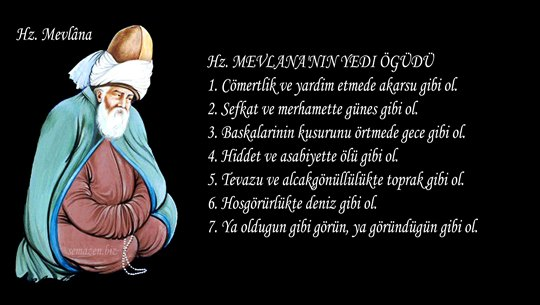 Hz. Mevlâna
Hz. MEVLANA'NIN YEDI ÖGÜDÜ
1. Cömertlik ve yardim etmede akarsu gibi ol.
2. Sefkat ve merhamette günes gibi ol.
3. Baskalarinin kusurunu örtmede gece gibi ol.
4. Hiddet ve asabiyette ölü gibi ol.
5. Tevazu ve alcakgönüllülükte toprak gibi ol.
6. Hosgörürlükte deniz gibi ol.
7. Ya oldugun gibi görün, ya göründügün gibi ol.
semazen.biz